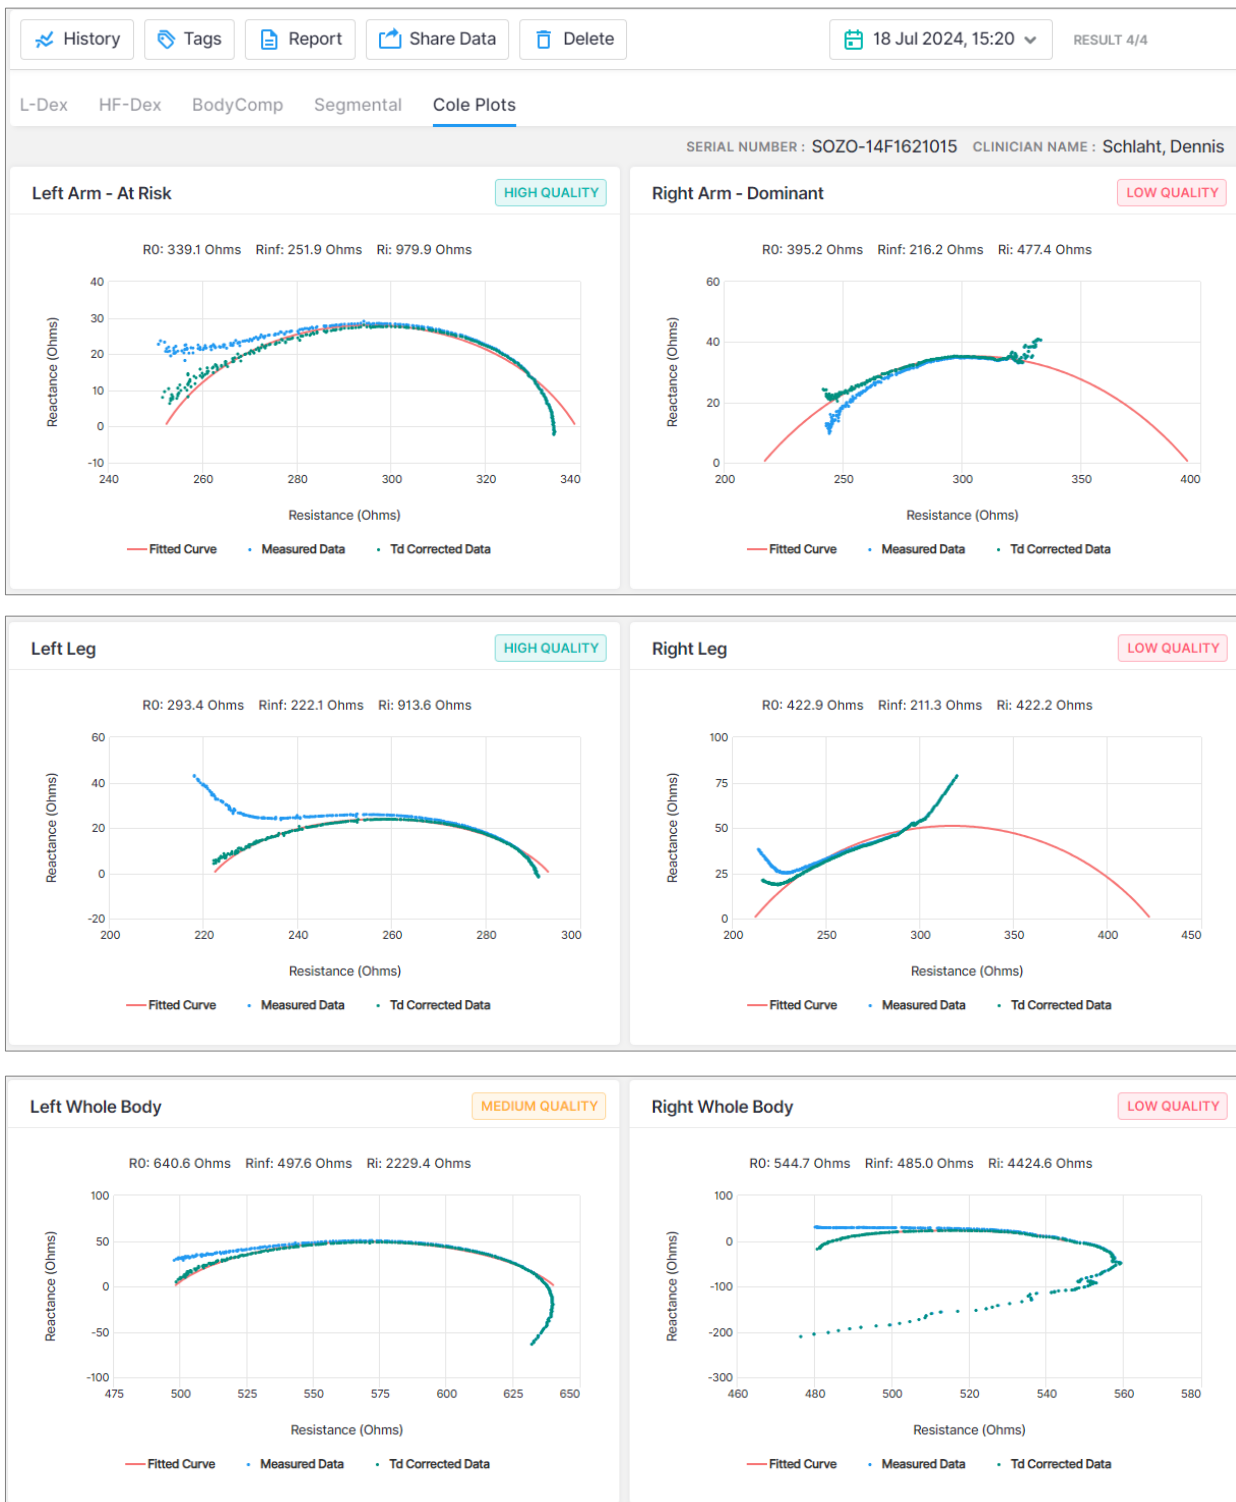 History Tags Report Share Data Delete 18 Jul 2024, 15:20 RESULT 4/4
L-Dex HF-Dex BodyComp Segmental Cole Plots
SERIAL NUMBER : SOZO-14F1621015 CLINICIAN NAME : Schlaht, Dennis
Left Arm - At Risk HIGH QUALITY
R0: 339.1 Ohms Rinf: 251.9 Ohms Ri: 979.9 Ohms
Reactance (Ohms)
40
30
20
10
0
-10
240 260 280 300 320 340
Resistance (Ohms)
Fitted Curve Measured Data Td Corrected Data
Right Arm - Dominant LOW QUALITY
R0: 395.2 Ohms Rinf: 216.2 Ohms Ri: 477.4 Ohms
Reactance (Ohms)
60
40
20
0
200 250 300 350 400
Resistance (Ohms)
Fitted Curve Measured Data Td Corrected Data
Left Leg HIGH QUALITY
R0: 293.4 Ohms Rinf: 222.1 Ohms Ri: 913.6 Ohms
Reactance (Ohms)
60
40
20
0
-20
200 220 240 260 280 300
Resistance (Ohms)
Fitted Curve Measured Data Td Corrected Data
Right Leg LOW QUALITY
R0: 422.9 Ohms Rinf: 211.3 Ohms Ri: 422.2 Ohms
Reactance (Ohms)
100
75
50
25
0
200 250 300 350 400 450
Resistance (Ohms)
Fitted Curve Measured Data Td Corrected Data
Left Whole Body MEDIUM QUALITY
R0: 640.6 Ohms Rinf: 497.6 Ohms Ri: 2229.4 Ohms
Reactance (Ohms)
100
50
0
-50
-100
475 500 525 550 575 600 625 650
Resistance (Ohms)
Fitted Curve Measured Data Td Corrected Data
Right Whole Body LOW QUALITY
R0: 544.7 Ohms Rinf: 485.0 Ohms Ri: 4424.6 Ohms
Reactance (Ohms)
100
0
-100
-200
-300
460 480 500 520 540 560 580
Resistance (Ohms)
Fitted Curve Measured Data Td Corrected Data